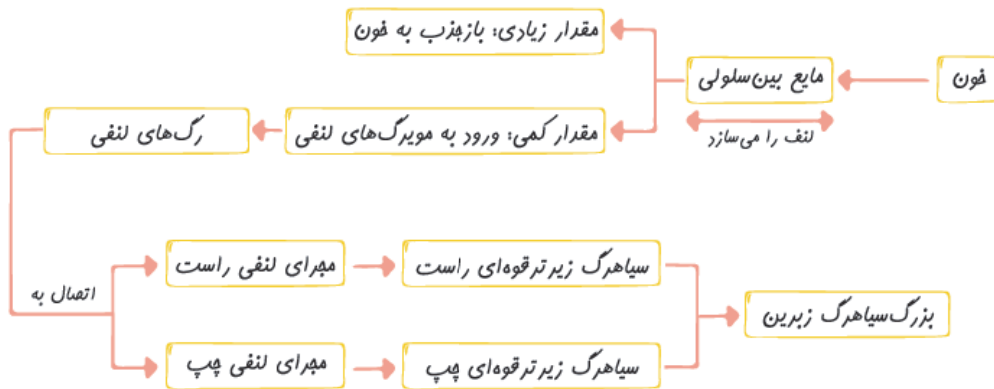 خون
مایع بین‌سلولی
لنف را می‌سازد
مقدار زیادی: بازجذب به خون
مقدار کمی: ورود به مویرگ‌های لنفی
رگ‌های لنفی
اتصال به
مجرای لنفی راست
سیاهرگ زیرترقوه‌ای راست
مجرای لنفی چپ
سیاهرگ زیرترقوه‌ای چپ
بزرگ‌سیاهرگ زبرین